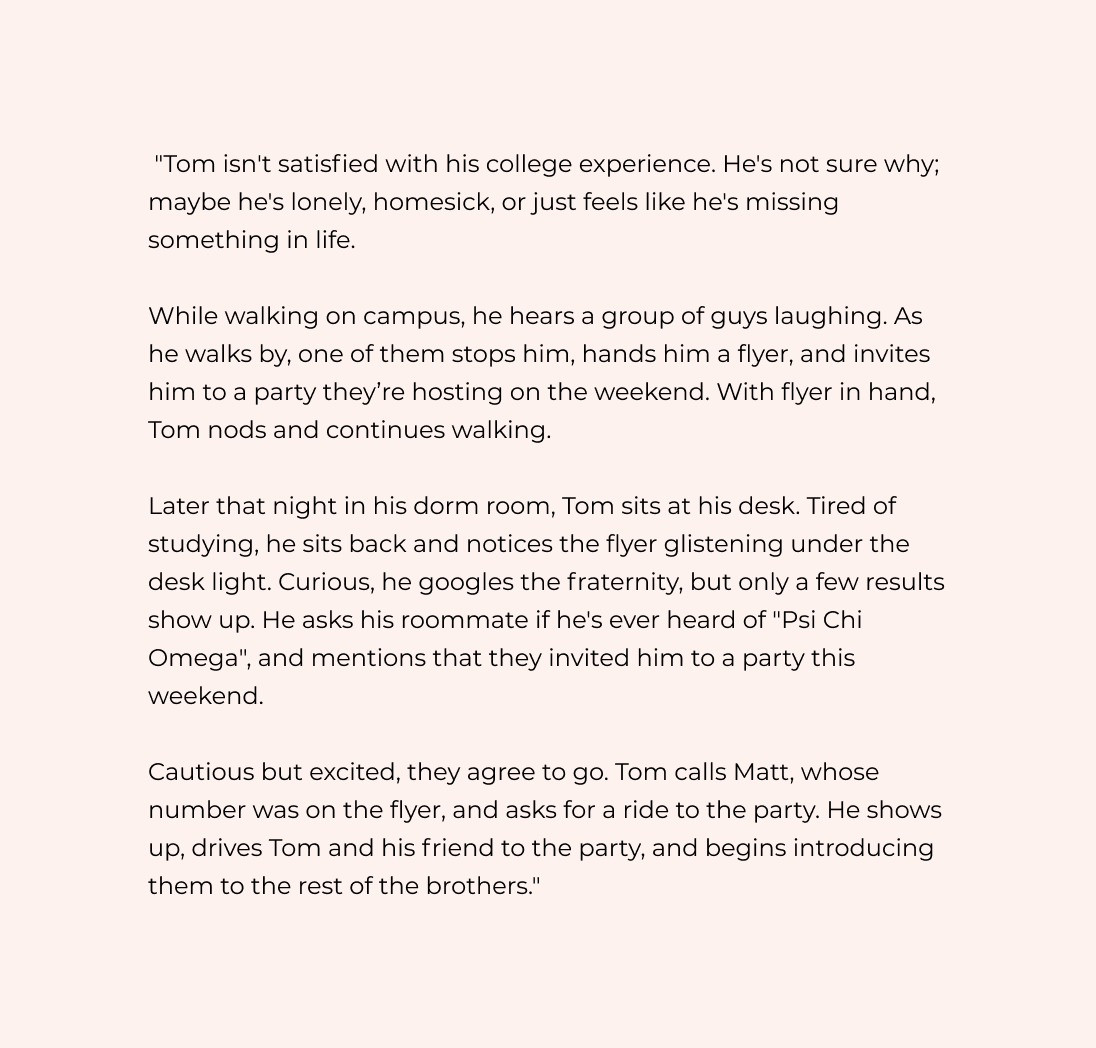 "Tom isn't satisfied with his college experience. He's not sure why;
maybe he's lonely, homesick, or just feels like he's missing
something in life.
While walking on campus, he hears a group of guys laughing. As
he walks by, one of them stops him, hands him a flyer, and invites
him to a party they’re hosting on the weekend. With flyer in hand,
Tom nods and continues walking.
Later that night in his dorm room, Tom sits at his desk. Tired of
studying, he sits back and notices the flyer glistening under the
desk light. Curious, he googles the fraternity, but only a few results
show up. He asks his roommate if he's ever heard of "Psi Chi
Omega", and mentions that they invited him to a party this
weekend.
Cautious but excited, they agree to go. Tom calls Matt, whose
number was on the flyer, and asks for a ride to the party. He shows
up, drives Tom and his friend to the party, and begins introducing
them to the rest of the brothers."